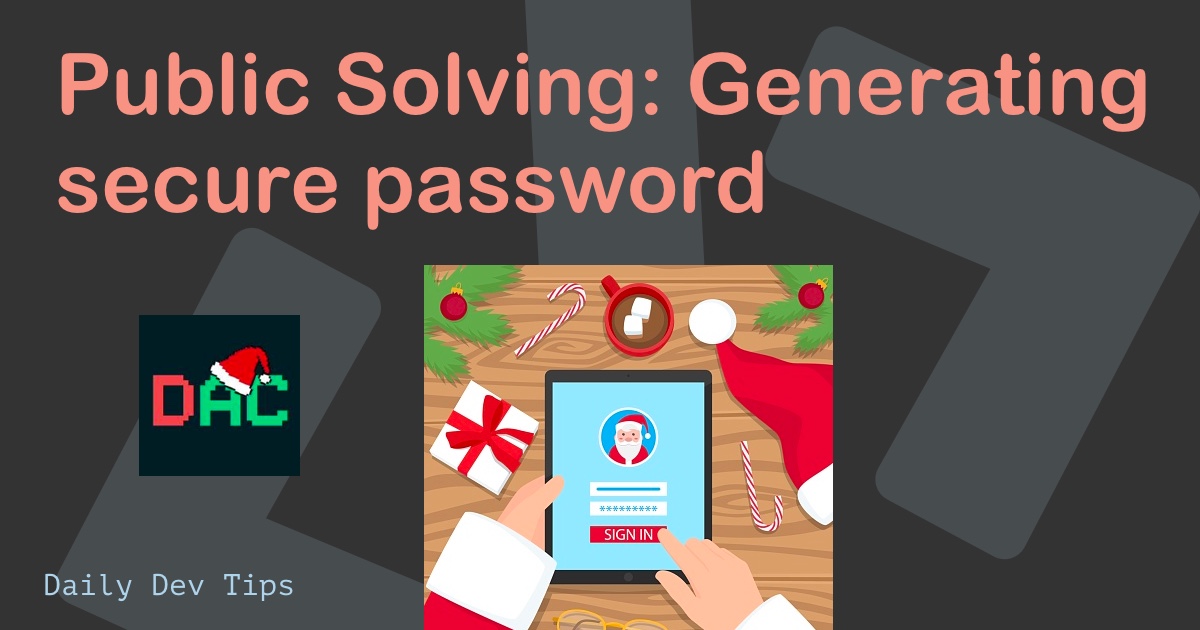 Public Solving: Generating
secure password
DAC
*********
SIGN IN
Daily Dev Tips